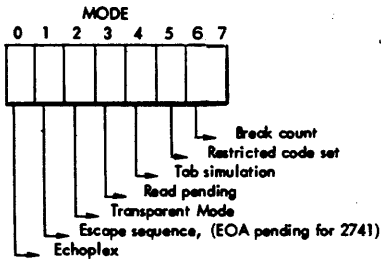 MODE
0 1 2 3 4 5 6 7
Break count
Restricted code set
Tab simulation
Read pending
Transparent Mode
Escape sequence, (EOA pending for 2741)
Echoplex